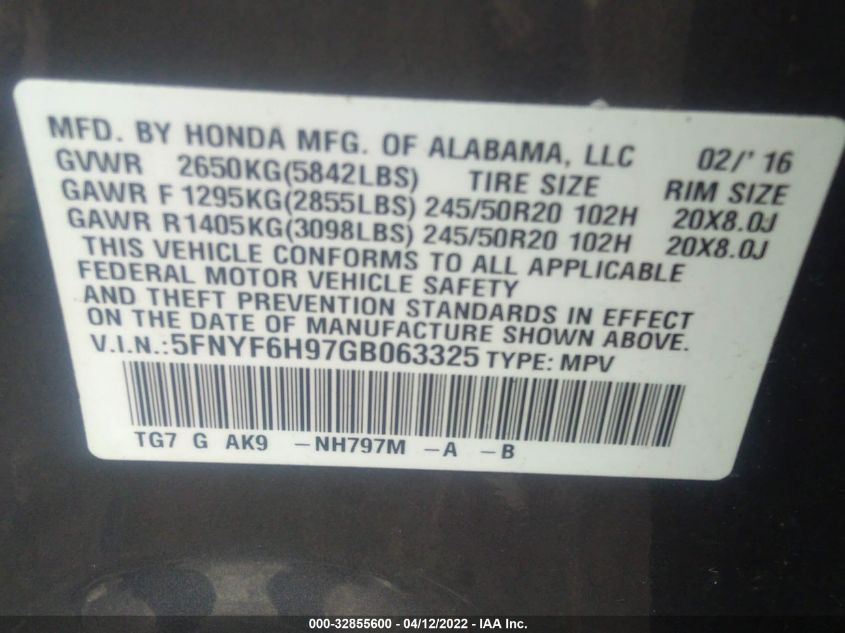 MFD. BY HONDA MFG. OF ALABAMA, LLC 02/' 16
GVWR 2650KG(5842LBS) TIRE SIZE RIM SIZE
GAWR F 1295KG(2855LBS) 245/50R20 102H 20X8.0J
GAWR R1405KG(3098LBS) 245/50R20 102H 20X8.0J
THIS VEHICLE CONFORMS TO ALL APPLICABLE
FEDERAL MOTOR VEHICLE SAFETY
AND THEFT PREVENTION STANDARDS IN EFFECT
ON THE DATE OF MANUFACTURE SHOWN ABOVE.
V.I.N.:5FNYF6H97GB063325 TYPE: MPV
TG7 G AK9 -NH797M -A -B
000-32855600 - 04/12/2022 - IAA Inc.